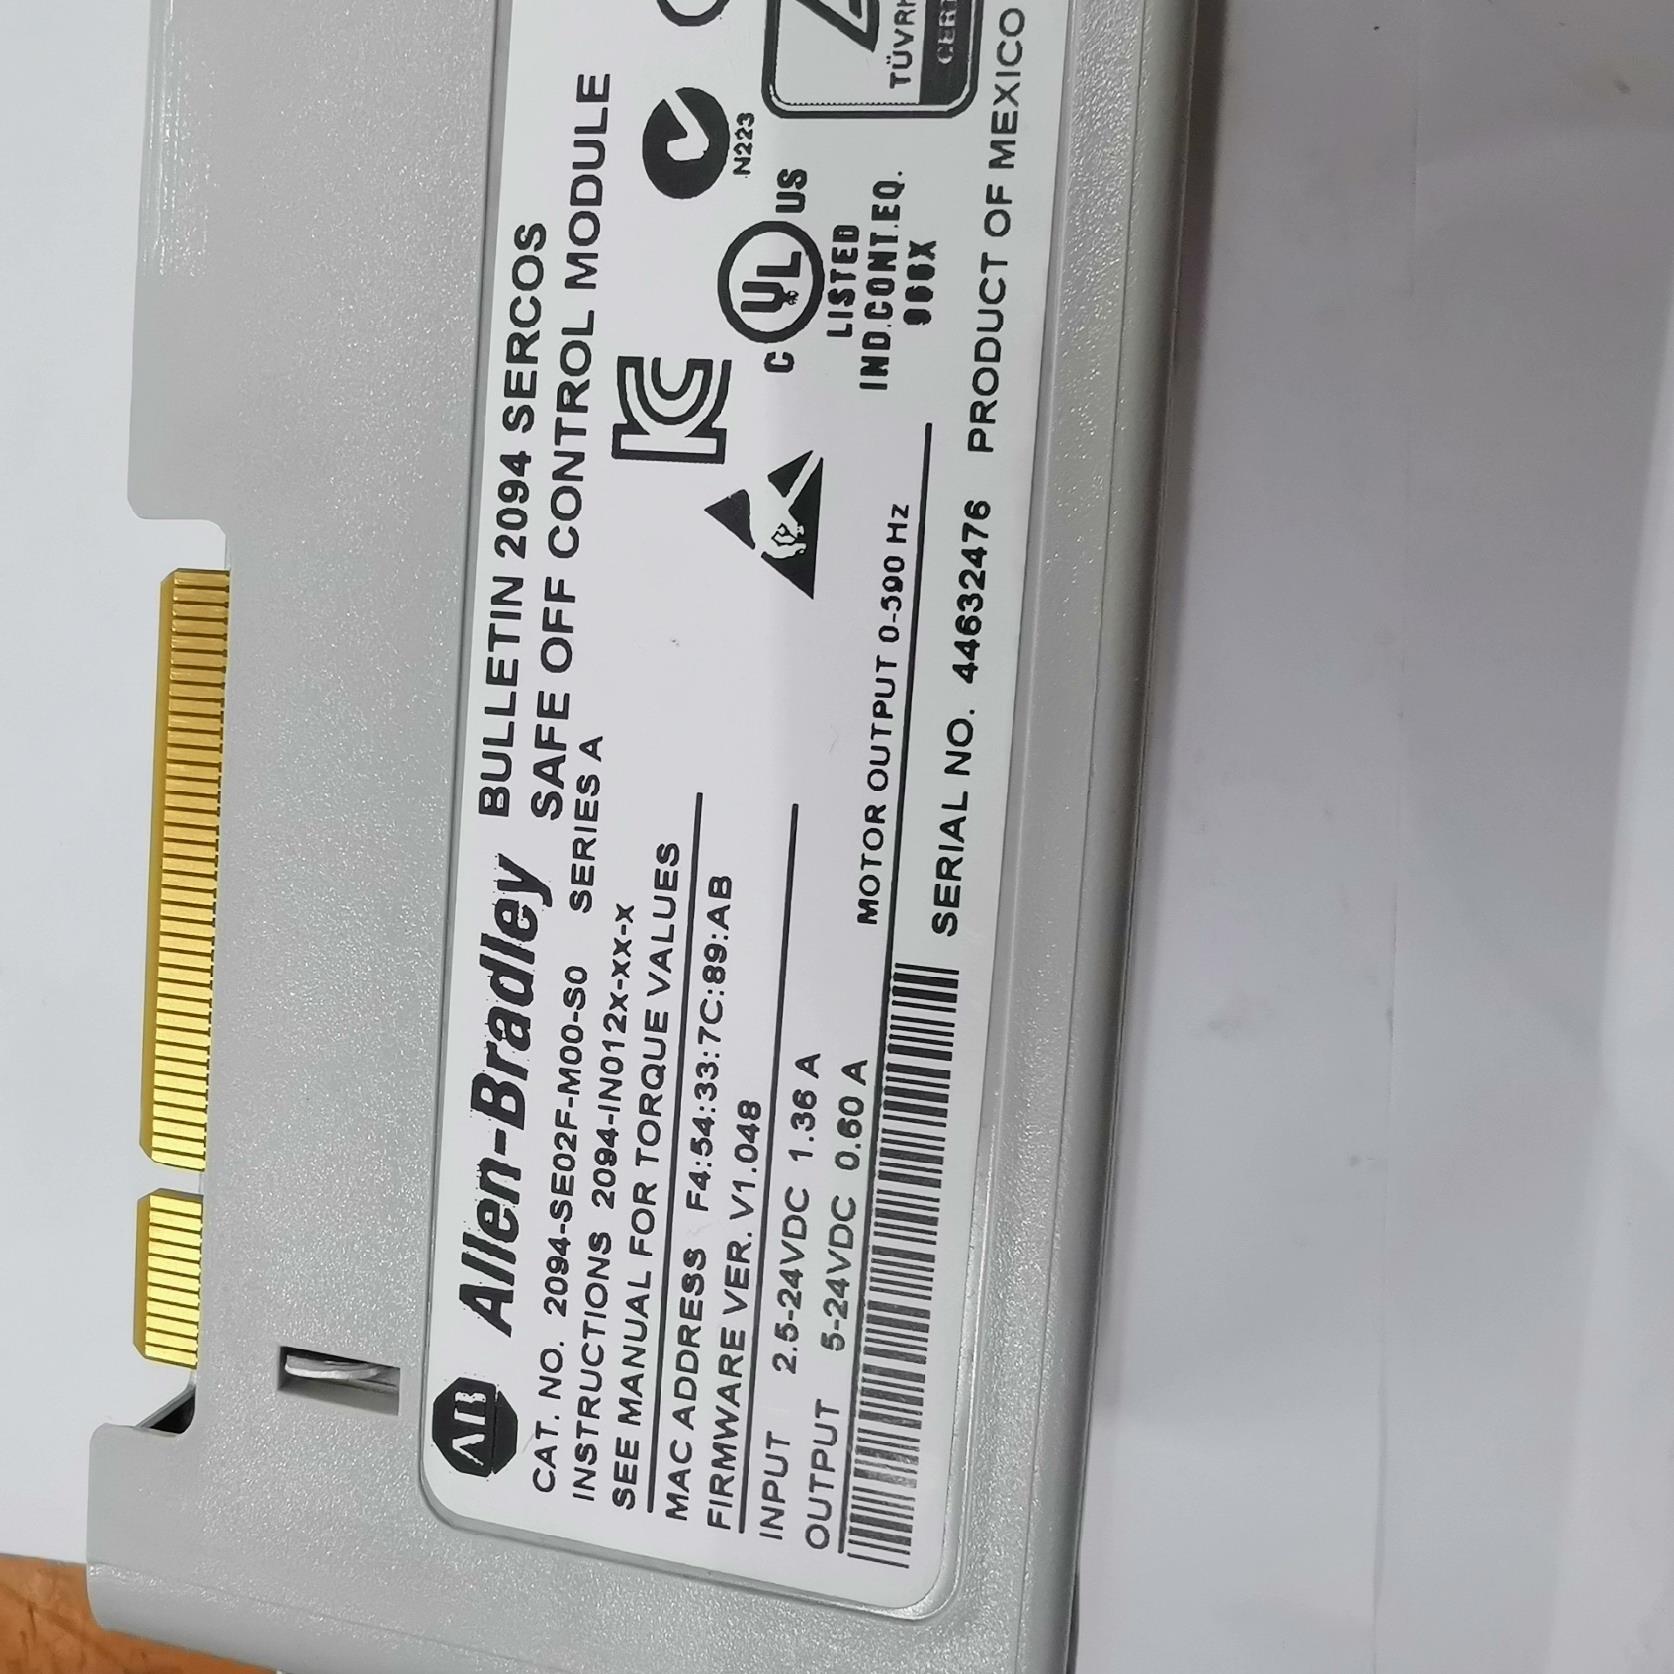 AB Allen-Bradley
BULLETIN 2094 SERCOS
SAFE OFF CONTROL MODULE
CAT. NO. 2094-SE02F-M00-S0 SERIES A
INSTRUCTIONS 2094-IN012X-XX-X
SEE MANUAL FOR TORQUE VALUES
MAC ADDRESS F4:54:33:7C:89:AB
FIRMWARE VER. V1.048
INPUT 2.5-24VDC 1.36 A
OUTPUT 5-24VDC 0.60 A
MOTOR OUTPUT 0-590 Hz
SERIAL NO. 44632476 PRODUCT OF MEXICO
N223
C UL US
LISTED
IND.CONT.EQ.
966X